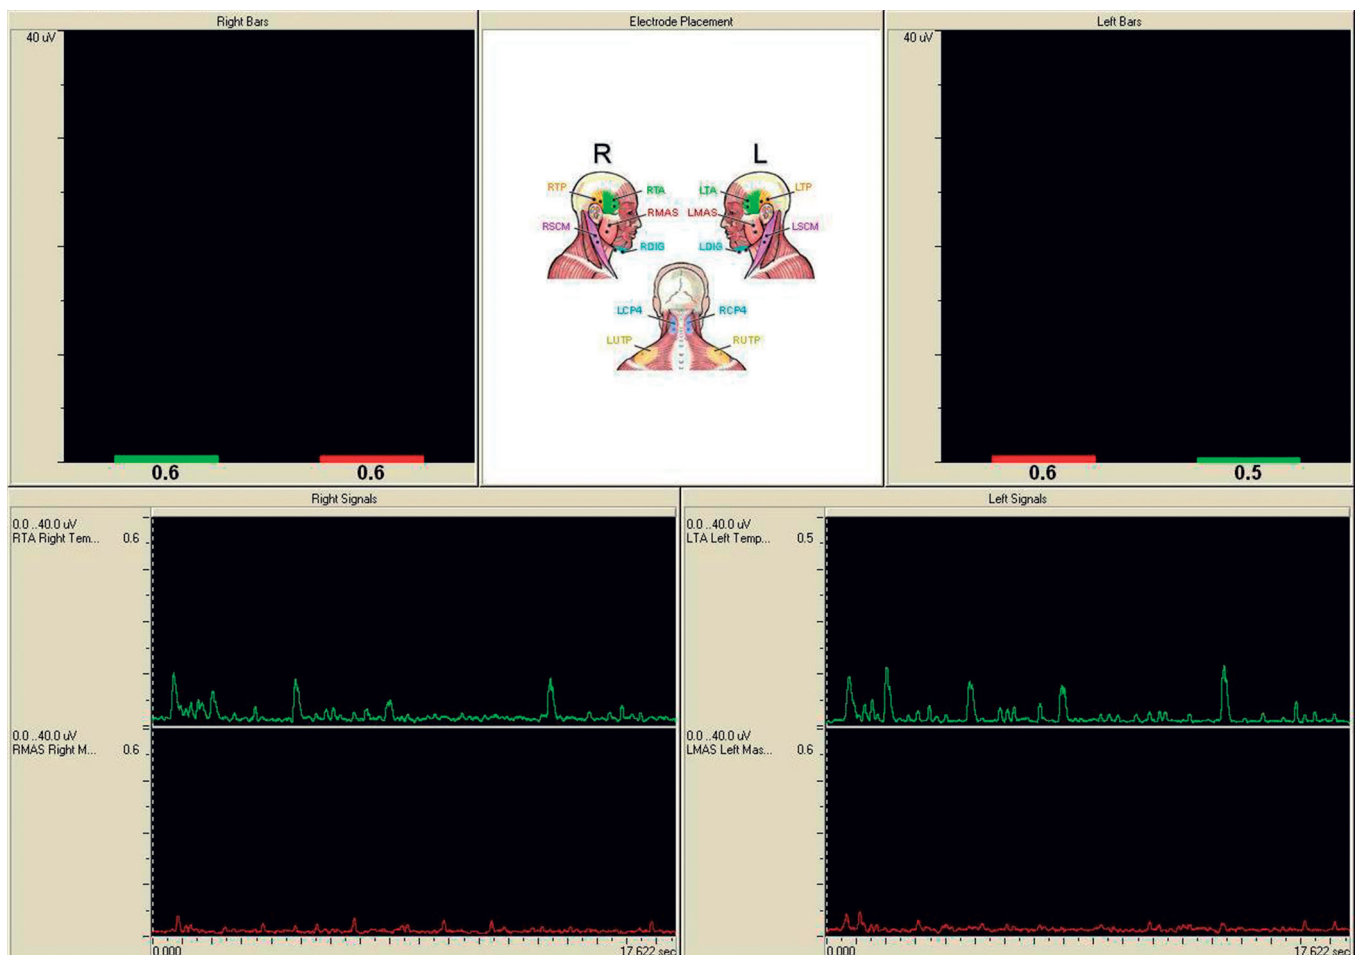 Right Bars
40 uV
0.6 0.6
Electrode Placement
R L
RTP RTA LTA LTP
RMAS LMAS
RSCM LSCM
RDIG LDIG
LCP4 RCP4
LUTP RUTP
Left Bars
40 uV
0.6 0.5
Right Signals
0.0 ..40.0 uV
RTA Right Tem... 0.6
0.0 ..40.0 uV
RMAS Right M... 0.6
0.000 17.622 sec
Left Signals
0.0 ..40.0 uV
LTA Left Temp... 0.5
0.0 ..40.0 uV
LMAS Left Mas... 0.6
0.000 17.622 sec